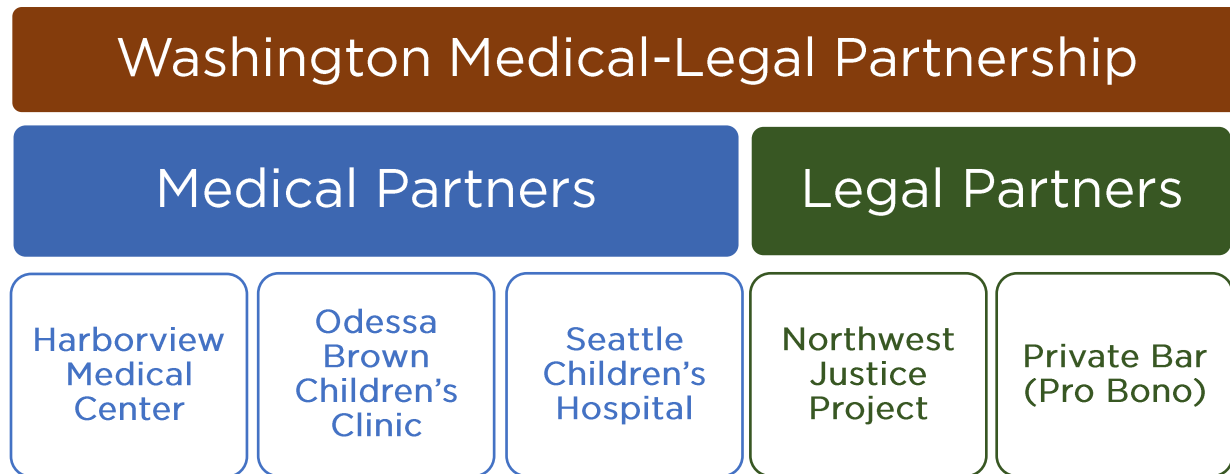 Washington Medical-Legal Partnership
Medical Partners
Legal Partners
Harborview
Medical
Center
Odessa
Brown
Children’s
Clinic
Seattle
Children’s
Hospital
Northwest
Justice
Project
Private Bar
(Pro Bono)